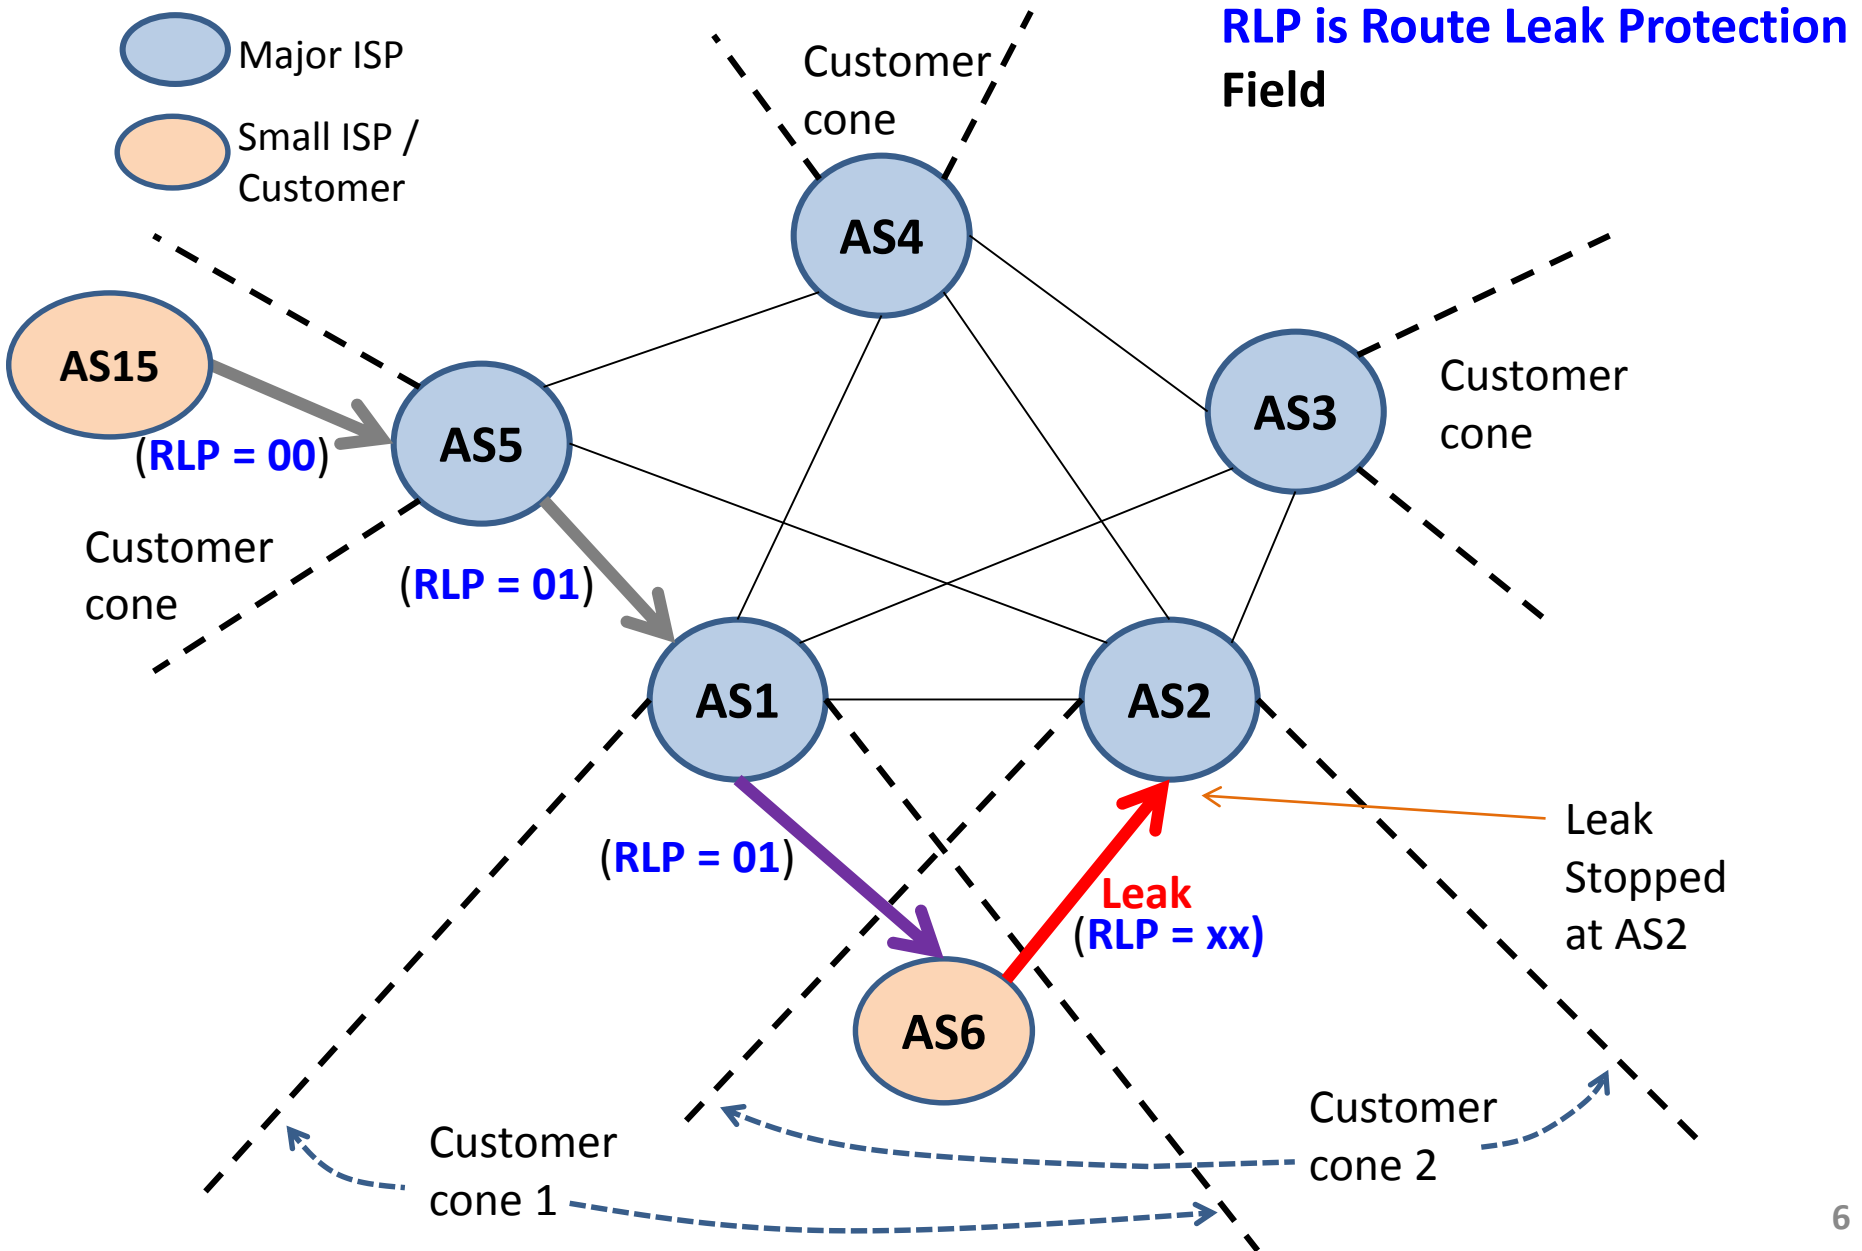 RLP is Route Leak Protection
Field
Major ISP
Small ISP /
Customer
Customer
cone
AS4
AS15
(RLP = 00)
AS5
AS3
Customer
cone
Customer
cone
(RLP = 01)
AS1
AS2
(RLP = 01)
Leak
(RLP = xx)
Leak
Stopped
at AS2
AS6
Customer
cone 1
Customer
cone 2
6